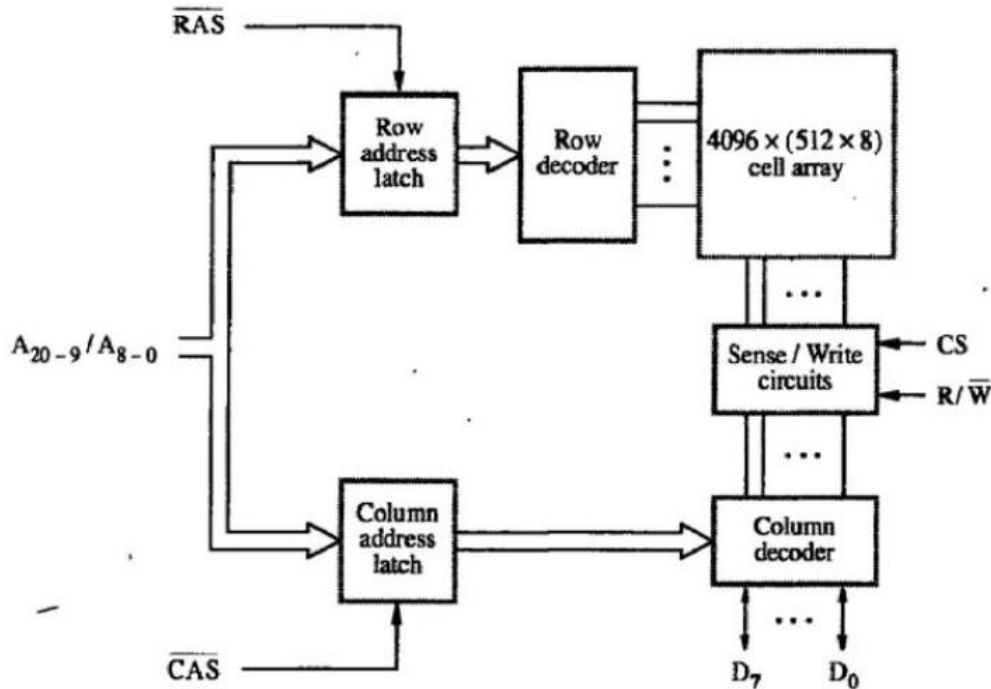 RAS
Row
address
latch
Row
decoder
4096 × (512 × 8)
cell array
A20-9 / A8-0
Sense / Write
circuits
CS
R/W
Column
address
latch
Column
decoder
CAS
D7
D0